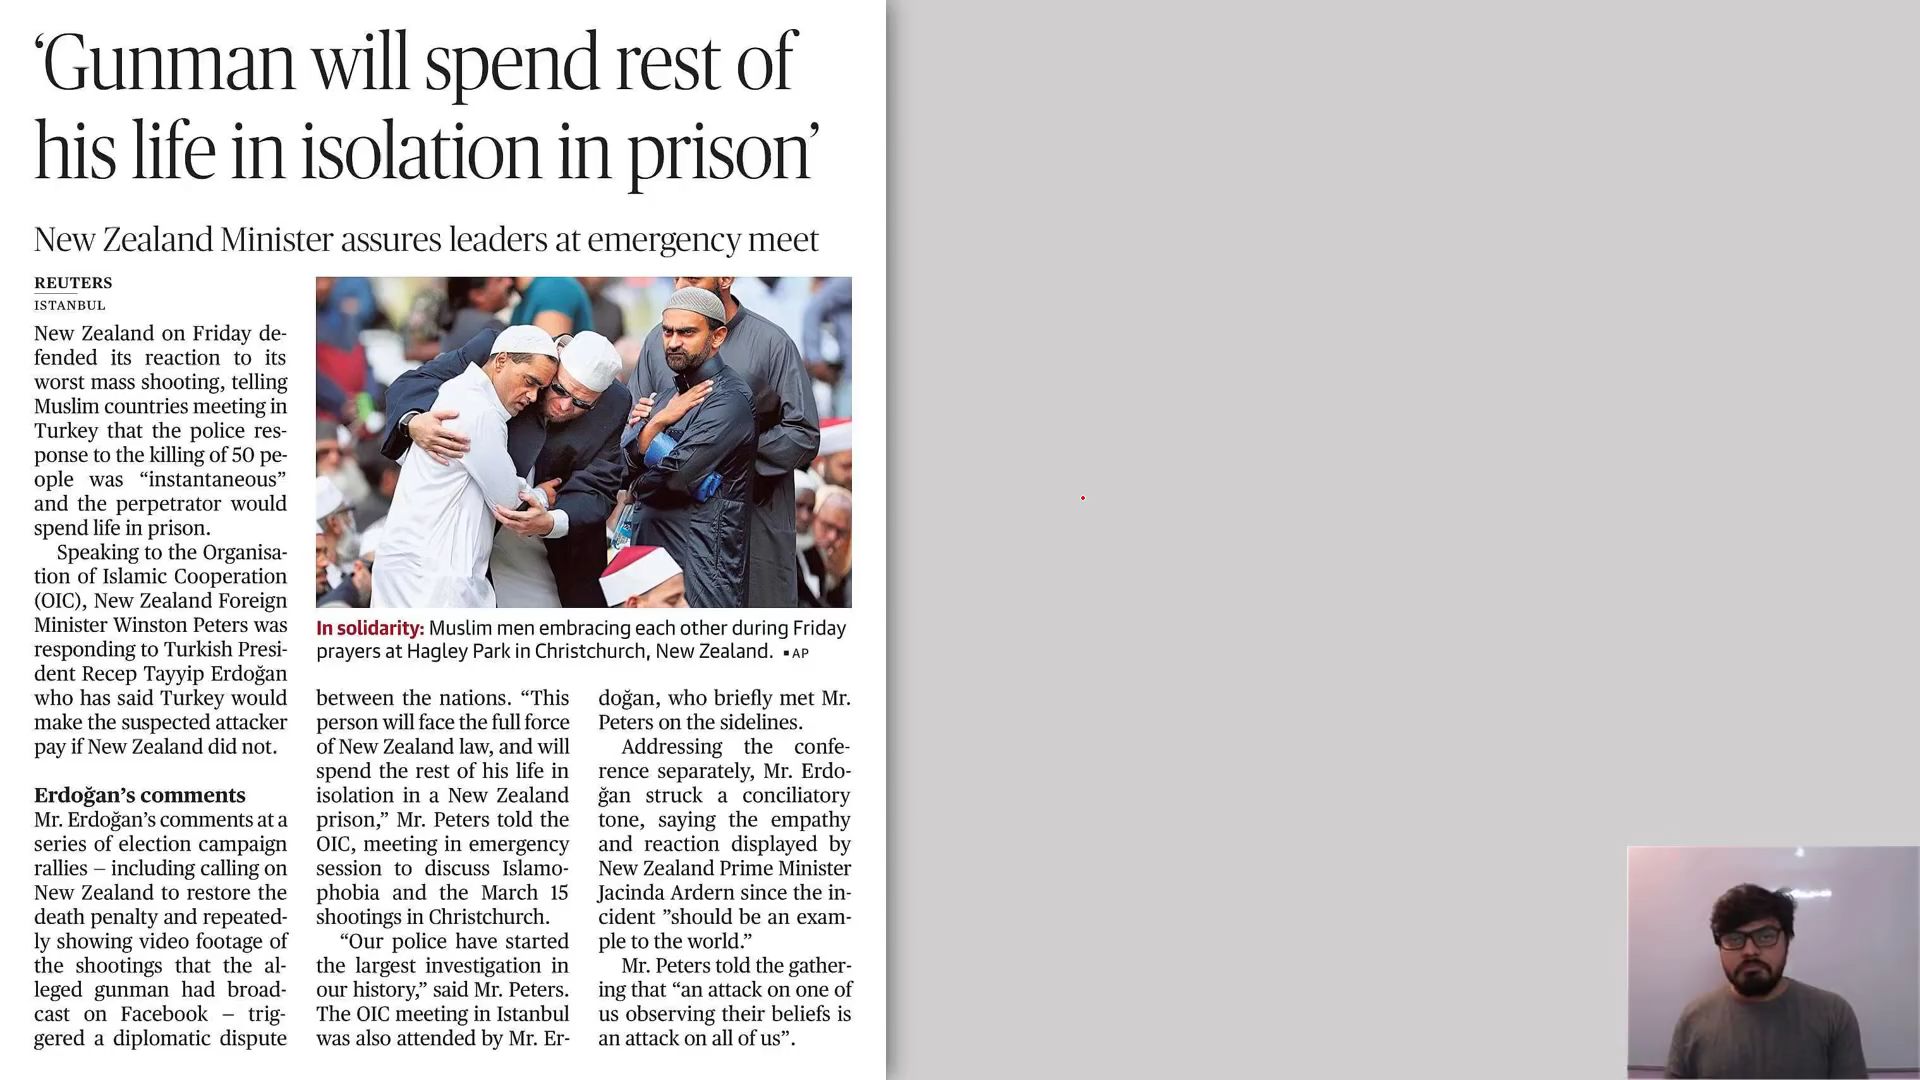 ‘Gunman will spend rest of
his life in isolation in prison’
New Zealand Minister assures leaders at emergency meet
REUTERS
ISTANBUL
New Zealand on Friday de-
fended its reaction to its
worst mass shooting, telling
Muslim countries meeting in
Turkey that the police res-
ponse to the killing of 50 pe-
ople was “instantaneous”
and the perpetrator would
spend life in prison.
Speaking to the Organisa-
tion of Islamic Cooperation
(OIC), New Zealand Foreign
Minister Winston Peters was
responding to Turkish Presi-
dent Recep Tayyip Erdoğan
who has said Turkey would
make the suspected attacker
pay if New Zealand did not.
Erdoğan’s comments
Mr. Erdoğan’s comments at a
series of election campaign
rallies – including calling on
New Zealand to restore the
death penalty and repeated-
ly showing video footage of
the shootings that the al-
leged gunman had broad-
cast on Facebook – trig-
gered a diplomatic dispute
In solidarity: Muslim men embracing each other during Friday
prayers at Hagley Park in Christchurch, New Zealand. ▪AP
between the nations. “This
person will face the full force
of New Zealand law, and will
spend the rest of his life in
isolation in a New Zealand
prison,” Mr. Peters told the
OIC, meeting in emergency
session to discuss Islamo-
phobia and the March 15
shootings in Christchurch.
“Our police have started
the largest investigation in
our history,” said Mr. Peters.
The OIC meeting in Istanbul
was also attended by Mr. Er-
doğan, who briefly met Mr.
Peters on the sidelines.
Addressing the confe-
rence separately, Mr. Erdo-
ğan struck a conciliatory
tone, saying the empathy
and reaction displayed by
New Zealand Prime Minister
Jacinda Ardern since the in-
cident ”should be an exam-
ple to the world.”
Mr. Peters told the gather-
ing that “an attack on one of
us observing their beliefs is
an attack on all of us”.